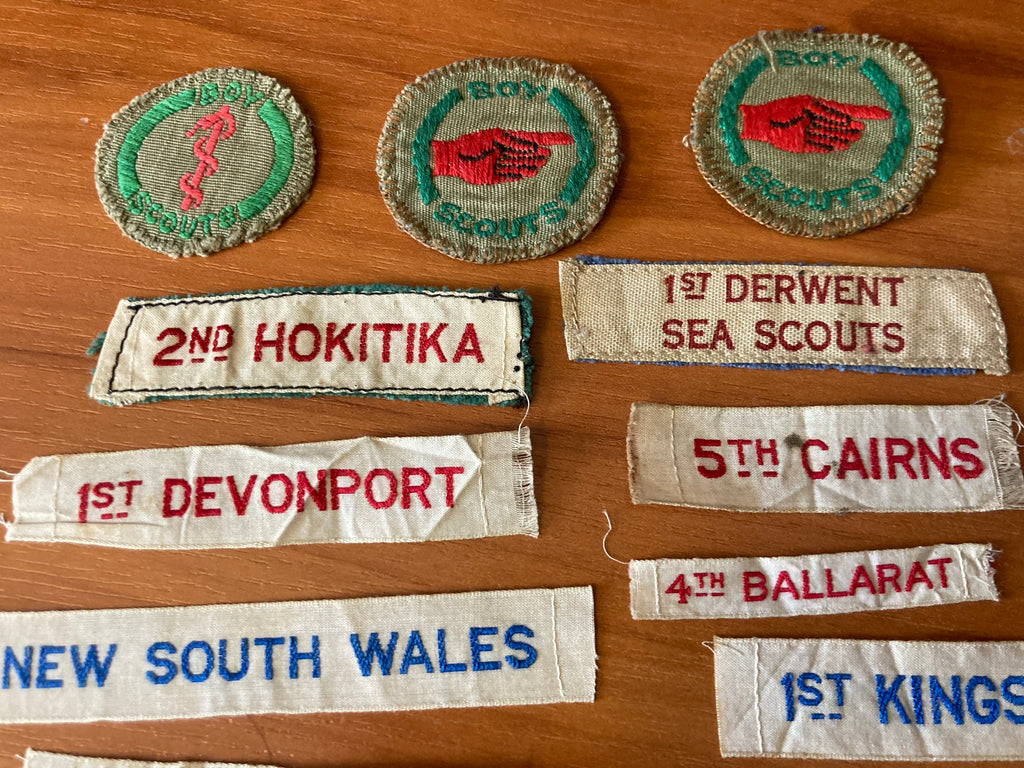 BOY
SCOUTS
BOY
SCOUTS
BOY
SCOUTS
2ND HOKITIKA
1ST DERWENT
SEA SCOUTS
1ST DEVONPORT
5TH CAIRNS
4TH BALLARAT
NEW SOUTH WALES
1ST KINGS